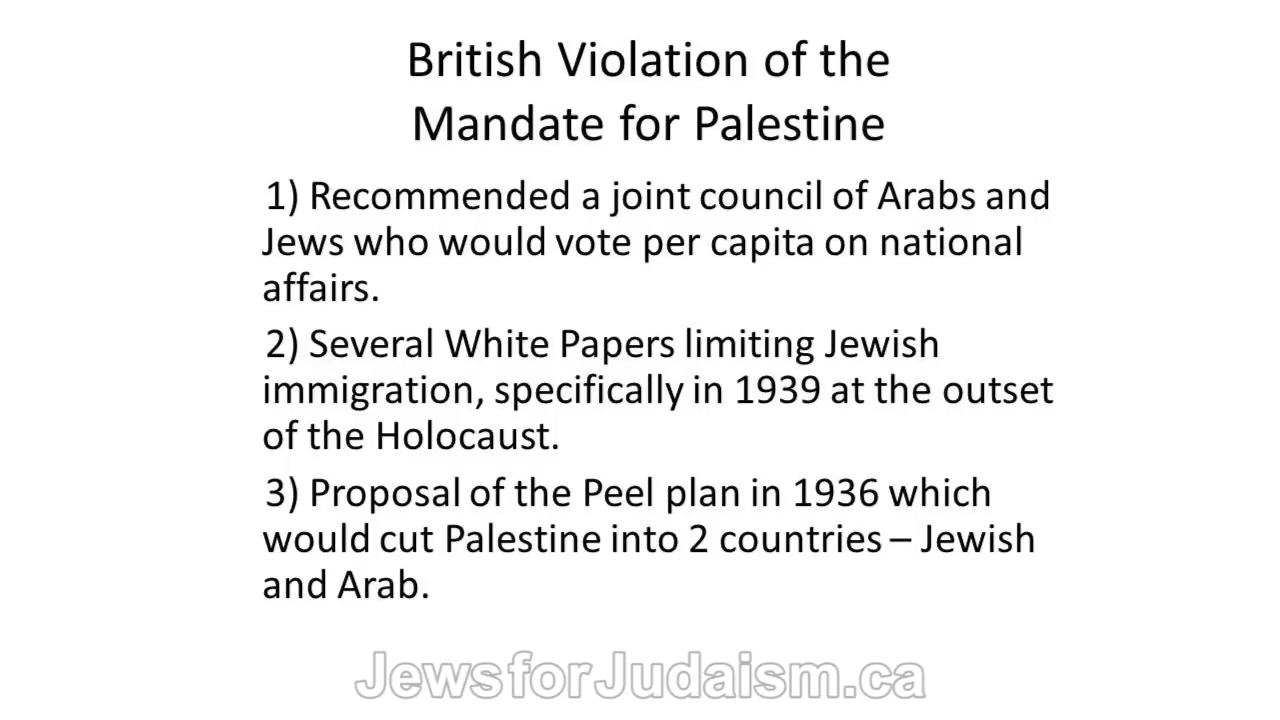 British Violation of the
Mandate for Palestine
1) Recommended a joint council of Arabs and
Jews who would vote per capita on national
affairs.
2) Several White Papers limiting Jewish
immigration, specifically in 1939 at the outset
of the Holocaust.
3) Proposal of the Peel plan in 1936 which
would cut Palestine into 2 countries – Jewish
and Arab.
JewsforJudaism.ca